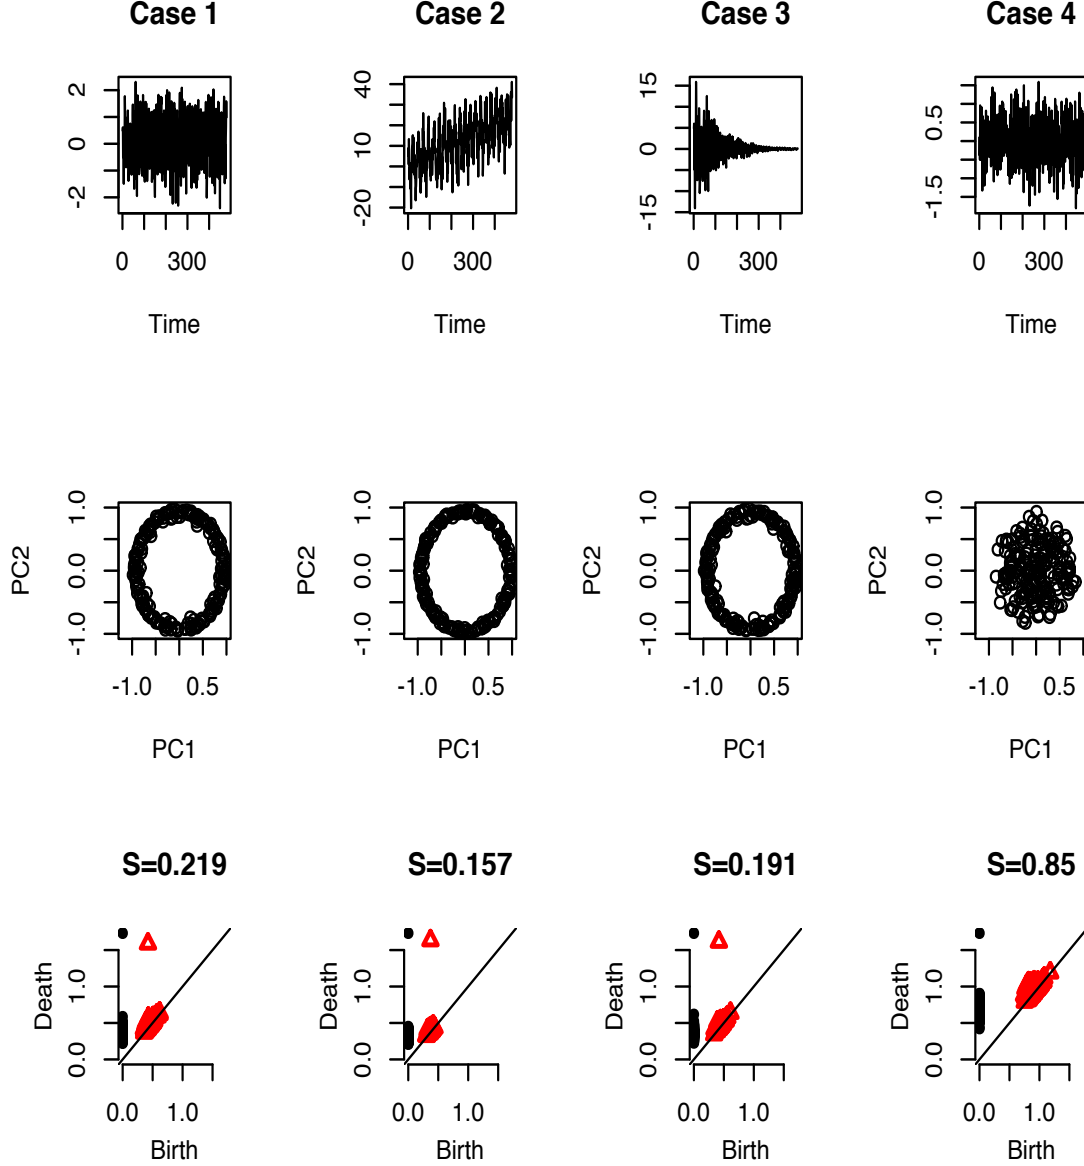 Case 1 Case 2 Case 3 Case 4
2 0 -2
40 10 -20
15 0 -15
0.5 -1.5
0 300 0 300 0 300 0 300
Time Time Time Time
PC2 1.0 0.0 -1.0
PC2 1.0 0.0 -1.0
PC2 1.0 0.0 -1.0
PC2 1.0 0.0 -1.0
-1.0 0.5 -1.0 0.5 -1.0 0.5 -1.0 0.5
PC1 PC1 PC1 PC1
S=0.219 S=0.157 S=0.191 S=0.85
Death 1.0 0.0
Death 1.0 0.0
Death 1.0 0.0
Death 1.0 0.0
0.0 1.0 0.0 1.0 0.0 1.0 0.0 1.0
Birth Birth Birth Birth